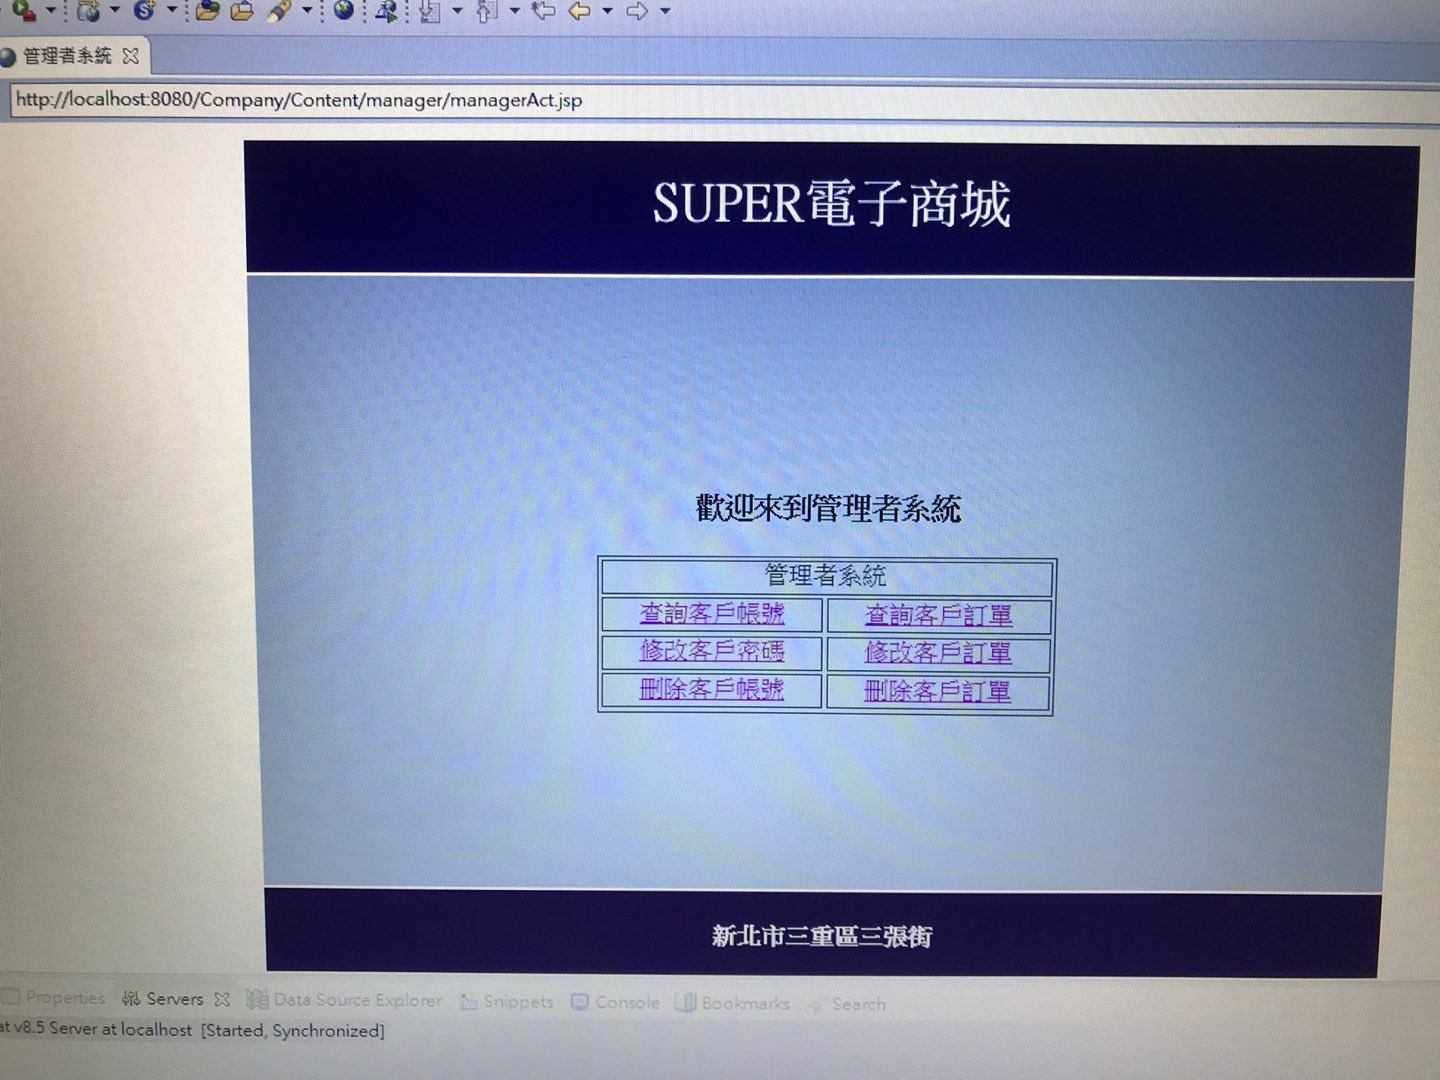 管理者系統
http://localhost:8080/Company/Content/manager/managerAct.jsp
SUPER電子商城
歡迎來到管理者系統
管理者系統
查詢客戶帳號 查詢客戶訂單
修改客戶密碼 修改客戶訂單
刪除客戶帳號 刪除客戶訂單
新北市三重區三張街
Properties Servers Data Source Explorer Snippets Console Bookmarks Search
at v8.5 Server at localhost [Started, Synchronized]